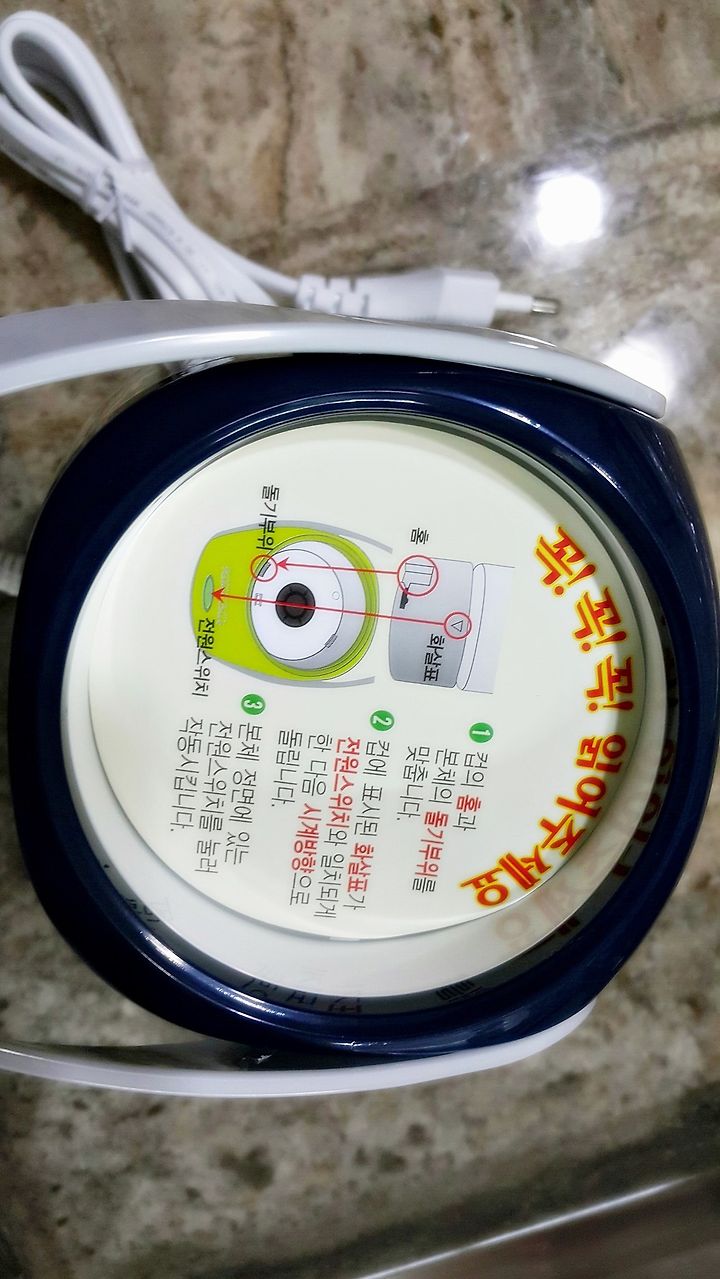 꼭! 꼭! 꼭! 읽어주세요
홈
화살표
돌기부위
전원스위치
1 컵의 홈과
본체의 돌기부위를
맞춥니다.
2 컵에 표시된 화살표가
전원스위치와 일치되게
한 다음 시계방향으로
돌립니다.
3 본체 정면에 있는
전원스위치를 눌러
작동시킵니다.